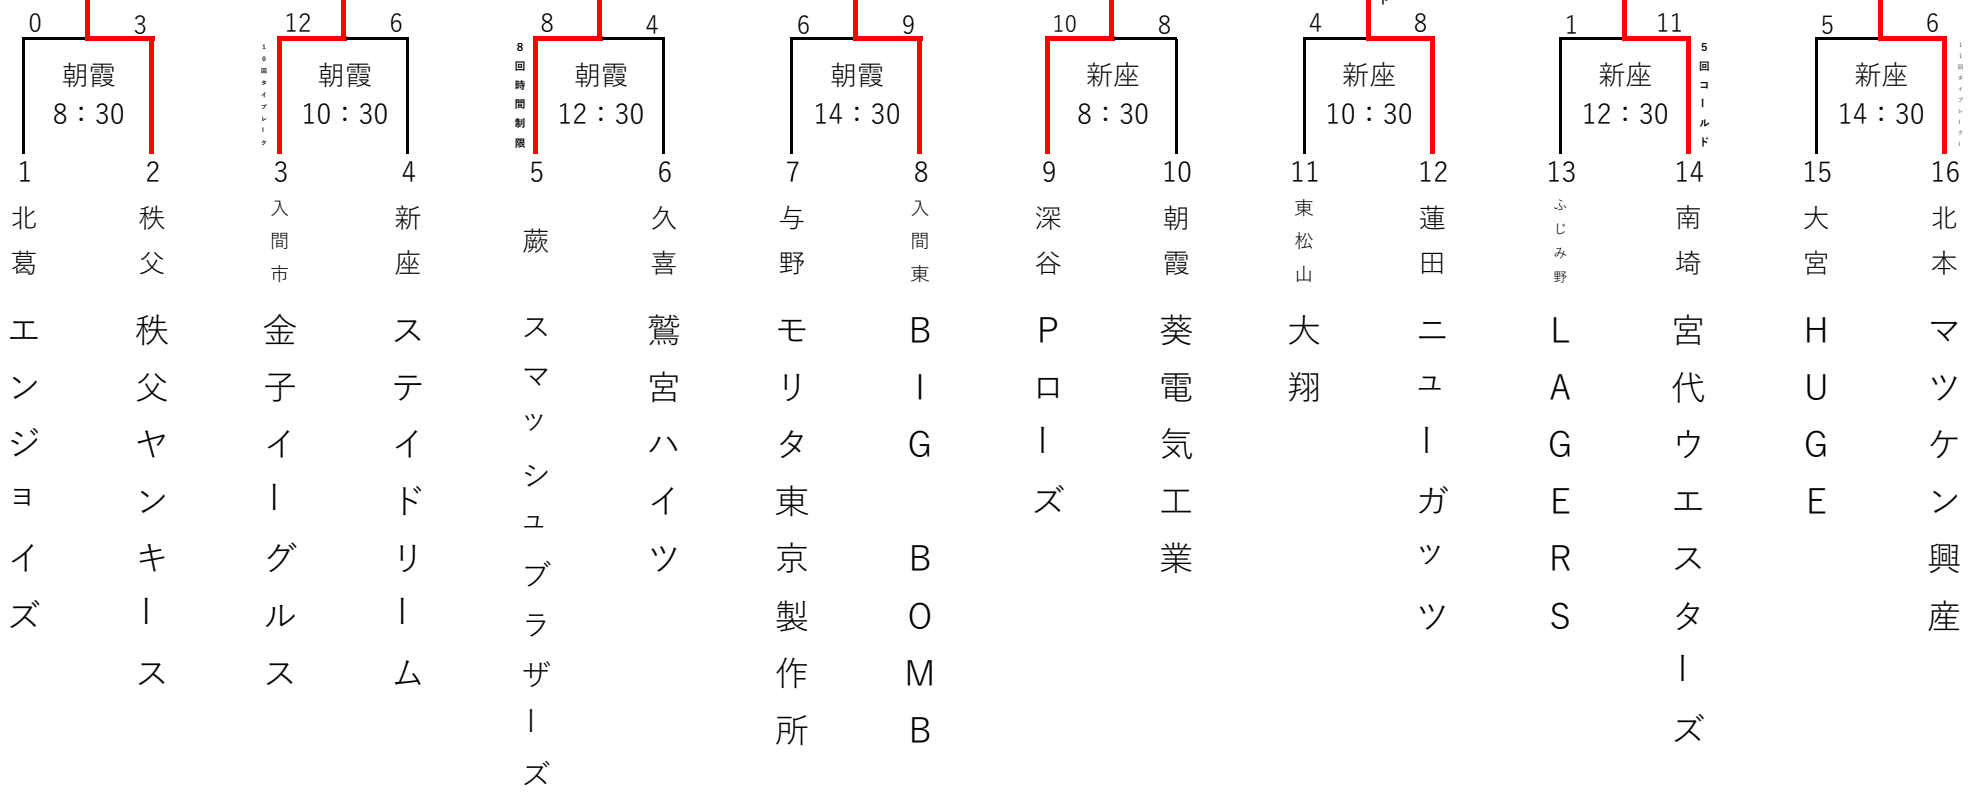 0 3
朝霞
8：30
1 2
北葛 エンジョイズ
秩父 秩父ヤンキース
12 6
10回タイブレーク
朝霞
10：30
3 4
入間市 金子イーグルス
新座 ステイドリーム
8 4
8回時間制限
朝霞
12：30
5 6
蕨 スマッシュブラザーズ
久喜 鷲宮ハイツ
6 9
朝霞
14：30
7 8
与野 モリタ東京製作所
入間東 BIG BOMB
10 8
新座
8：30
9 10
深谷 Pローズ
朝霞 葵電気工業
4 8
新座
10：30
11 12
東松山 大翔
蓮田 ニューガッツ
1 11
新座
12：30
5回コールド
13 14
ふじみ野 LAGERS
南埼 宮代ウエスターズ
5 6
新座
14：30
15 16
大宮 HUGE
北本 マツケン興産